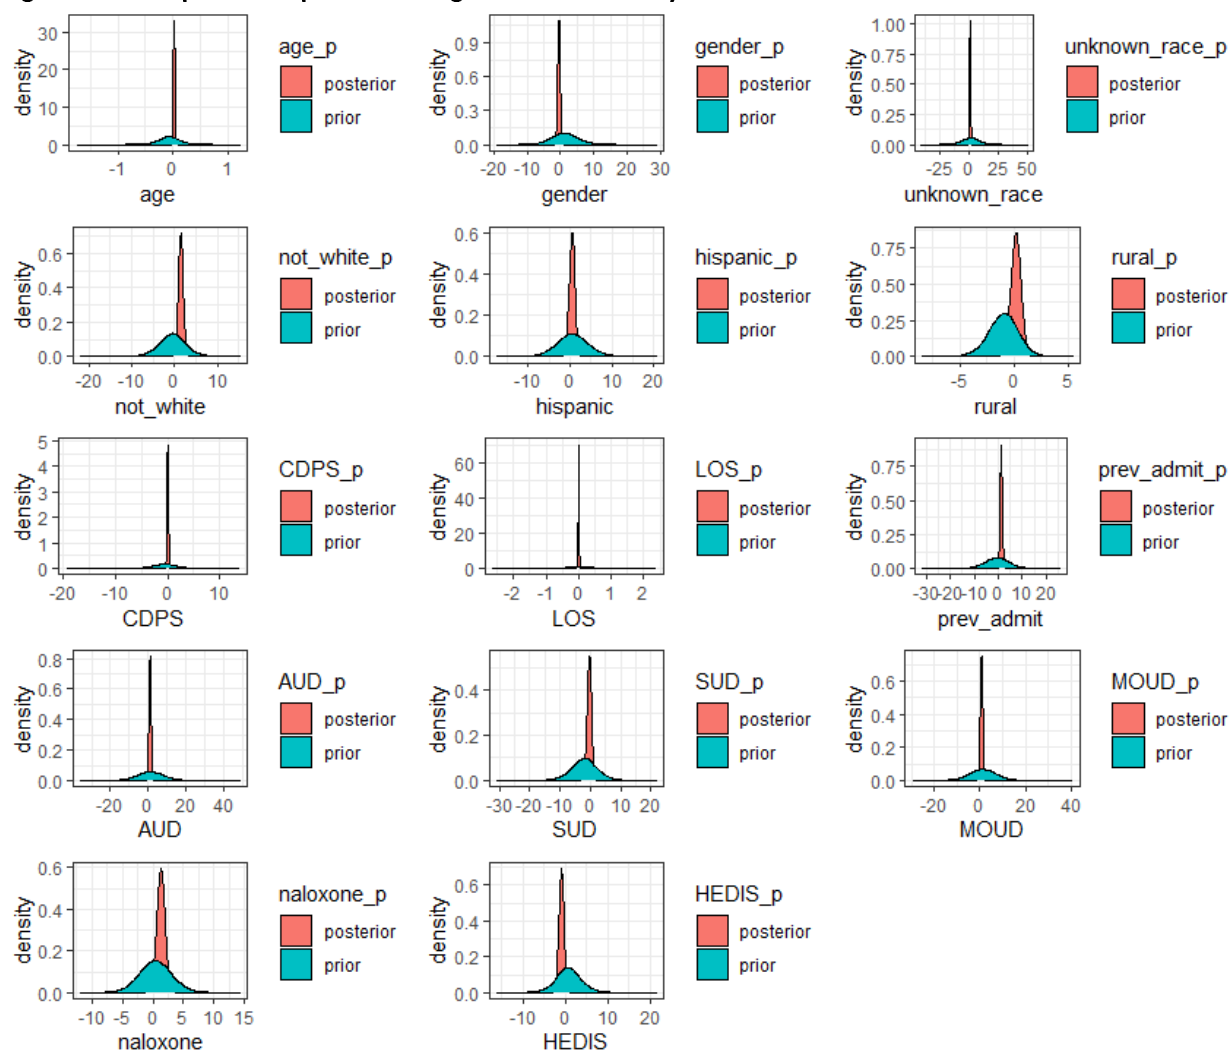 age_p
posterior
prior
density
30
20
10
0
-1
0
1
age
gender_p
posterior
prior
density
0.9
0.6
0.3
0.0
-20 -10 0 10 20 30
gender
unknown_race_p
posterior
prior
density
1.00
0.75
0.50
0.25
0.00
-25 0 25 50
unknown_race
not_white_p
posterior
prior
density
0.6
0.4
0.2
0.0
-20 -10 0 10
not_white
hispanic_p
posterior
prior
density
0.6
0.4
0.2
0.0
-10 0 10 20
hispanic
rural_p
posterior
prior
density
0.75
0.50
0.25
0.00
-5 0 5
rural
CDPS_p
posterior
prior
density
5
4
3
2
1
0
-20 -10 0 10
CDPS
LOS_p
posterior
prior
density
60
40
20
0
-2 -1 0 1 2
LOS
prev_admit_p
posterior
prior
density
0.75
0.50
0.25
0.00
-30 -20 -10 0 10 20
prev_admit
AUD_p
posterior
prior
density
0.8
0.6
0.4
0.2
0.0
-20 0 20 40
AUD
SUD_p
posterior
prior
density
0.4
0.2
0.0
-30 -20 -10 0 10 20
SUD
MOUD_p
posterior
prior
density
0.6
0.4
0.2
0.0
-20 0 20 40
MOUD
naloxone_p
posterior
prior
density
0.6
0.4
0.2
0.0
-10 -5 0 5 10 15
naloxone
HEDIS_p
posterior
prior
density
0.6
0.4
0.2
0.0
-10 0 10 20
HEDIS